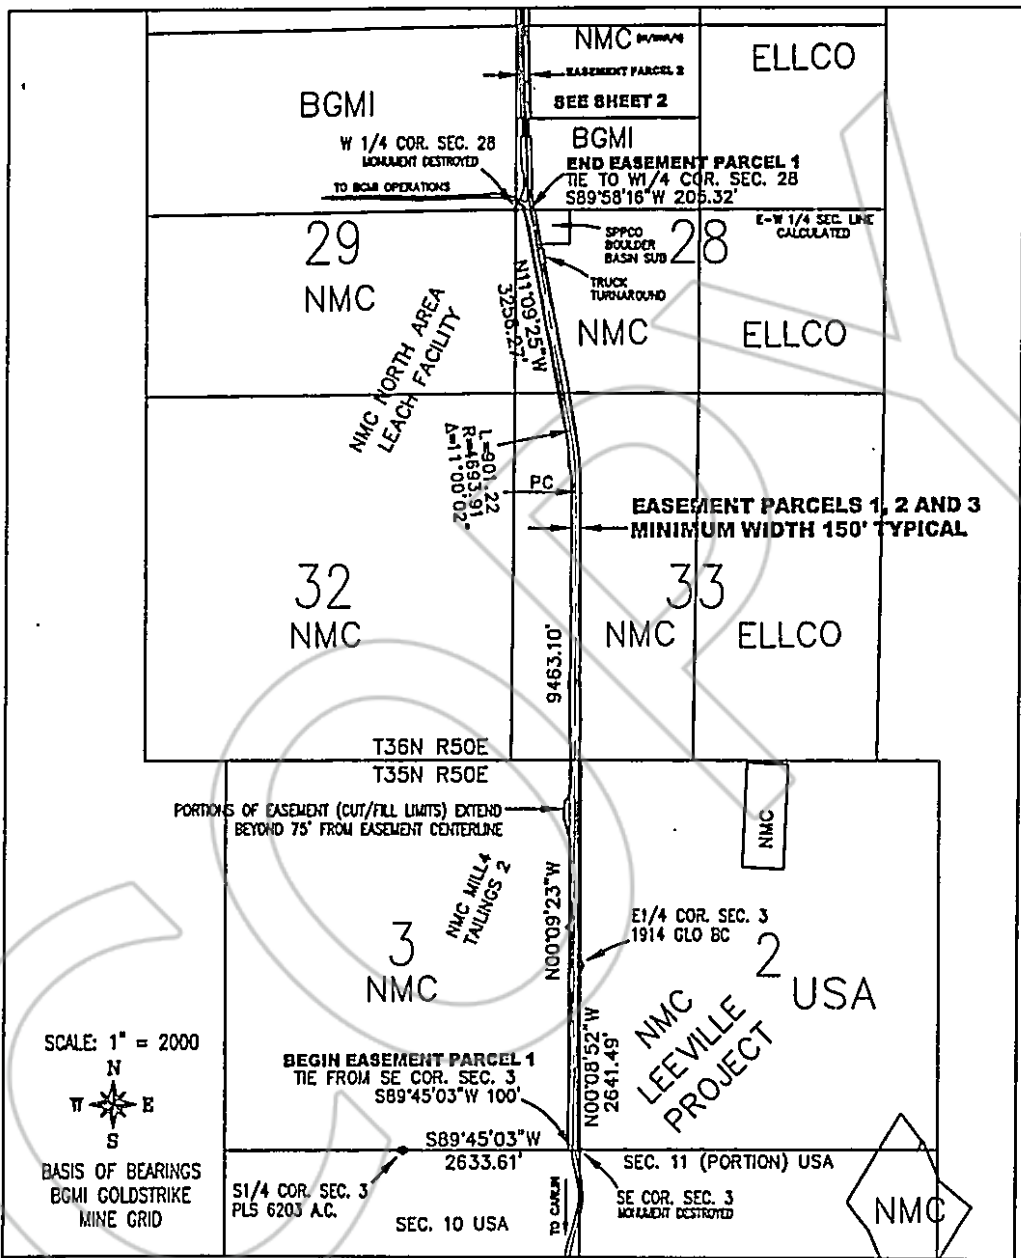 NMC
ELLCO
EASEMENT PARCEL 2
BGMI
SEE SHEET 2
W 1/4 COR. SEC. 28
MONUMENT DESTROYED
BGMI
END EASEMENT PARCEL 1
TIE TO W1/4 COR. SEC. 28
S89°58'16"W 205.32'
TO BGMI OPERATIONS
E-W 1/4 SEC. LINE
CALCULATED
29
NMC
SPPCO
BOULDER
BASIN SUB
28
TRUCK
TURNAROUND
N11°09'25"W
3256.27'
NMC
ELLCO
NMC NORTH AREA
LEACH FACILITY
L=901.22
R=4693.91
Δ=11°00'02"
PC
EASEMENT PARCELS 1, 2 AND 3
MINIMUM WIDTH 150' TYPICAL
32
NMC
33
NMC
ELLCO
9463.10'
T36N R50E
T35N R50E
PORTIONS OF EASEMENT (CUT/FILL LIMITS) EXTEND
BEYOND 75' FROM EASEMENT CENTERLINE
NMC
NMC MILL4
TAILINGS 2
N00°09'23"W
E1/4 COR. SEC. 3
1914 GLO BC
3
NMC
2
USA
NMC
LEEVILLE
PROJECT
SCALE: 1" = 2000
N
W E
S
BASIS OF BEARINGS
BGMI GOLDSTRIKE
MINE GRID
BEGIN EASEMENT PARCEL 1
TIE FROM SE COR. SEC. 3
S89°45'03"W 100'
N00°08'52"W
2641.49'
S89°45'03"W
2633.61'
SEC. 11 (PORTION) USA
S1/4 COR. SEC. 3
PLS 6203 A.C.
SEC. 10 USA
TO CARLIN
SE COR. SEC. 3
MONUMENT DESTROYED
NMC
COPY